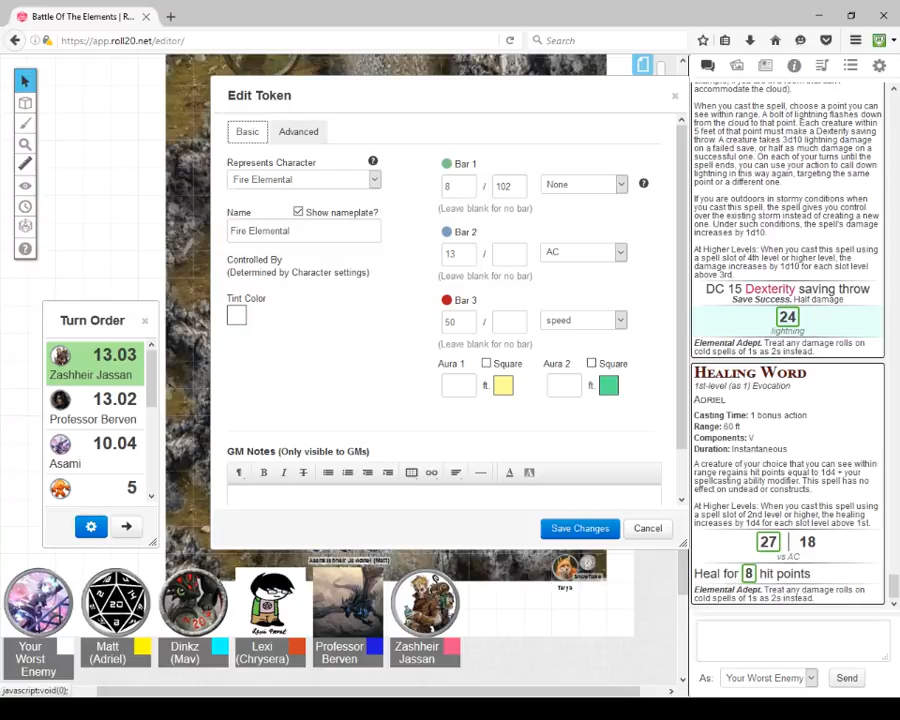 Battle Of The Elements | R...
https://app.roll20.net/editor/
Search
Edit Token
Basic
Advanced
Represents Character
Fire Elemental
Name
Show nameplate?
Fire Elemental
Controlled By
(Determined by Character settings)
Tint Color
Bar 1
8 / 102
None
(Leave blank for no bar)
Bar 2
13 /
AC
(Leave blank for no bar)
Bar 3
50 /
speed
(Leave blank for no bar)
Aura 1 Square
ft.
Aura 2 Square
ft.
GM Notes (Only visible to GMs)
Save Changes
Cancel
Turn Order
13.03
Zashheir Jassan
13.02
Professor Berven
10.04
Asami
5
Your Worst Enemy
Matt (Adriel)
Dinkz (Mav)
Lexi (Chrysera)
Professor Berven
Zashheir Jassan
javascript:void(0);
accommodate the cloud).
When you cast the spell, choose a point you can
see within range. A bolt of lightning flashes down
from the cloud to that point. Each creature within
5 feet of that point must make a Dexterity saving
throw. A creature takes 3d10 lightning damage
on a failed save, or half as much damage on a
successful one. On each of your turns until the
spell ends, you can use your action to call down
lightning in this way again, targeting the same
point or a different one.
If you are outdoors in stormy conditions when
you cast this spell, the spell gives you control
over the existing storm instead of creating a new
one. Under such conditions, the spell's damage
increases by 1d10.
At Higher Levels: When you cast this spell using
a spell slot of 4th level or higher level, the
damage increases by 1d10 for each slot level
above 3rd.
DC 15 Dexterity saving throw
Save Success. Half damage
24
lightning
Elemental Adept. Treat any damage rolls on
cold spells of 1s as 2s instead.
Healing Word
1st-level (as 1) Evocation
Adriel
Casting Time: 1 bonus action
Range: 60 ft
Components: V
Duration: Instantaneous
A creature of your choice that you can see within
range regains hit points equal to 1d4 + your
spellcasting ability modifier. This spell has no
effect on undead or constructs.
At Higher Levels: When you cast this spell using
a spell slot of 2nd level or higher, the healing
increases by 1d4 for each slot level above 1st.
27 | 18
vs AC
Heal for 8 hit points
Elemental Adept. Treat any damage rolls on
cold spells of 1s as 2s instead.
As:
Your Worst Enemy
Send